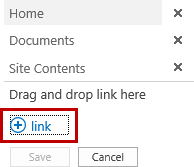 Home
Documents
Site Contents
Drag and drop link here
link
Save Cancel